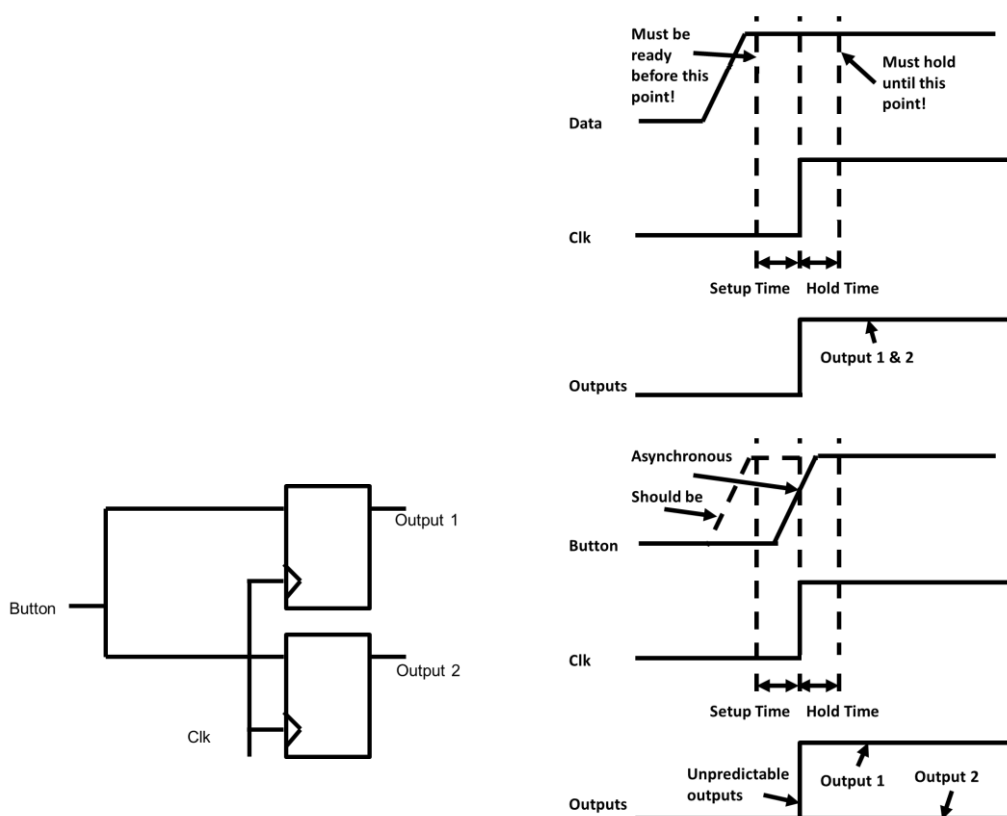 Must be
ready
before this
point!
Must hold
until this
point!
Data
Clk
Setup Time
Hold Time
Output 1 & 2
Outputs
Asynchronous
Should be
Button
Clk
Setup Time
Hold Time
Unpredictable
outputs
Output 1
Output 2
Outputs
Output 1
Button
Output 2
Clk